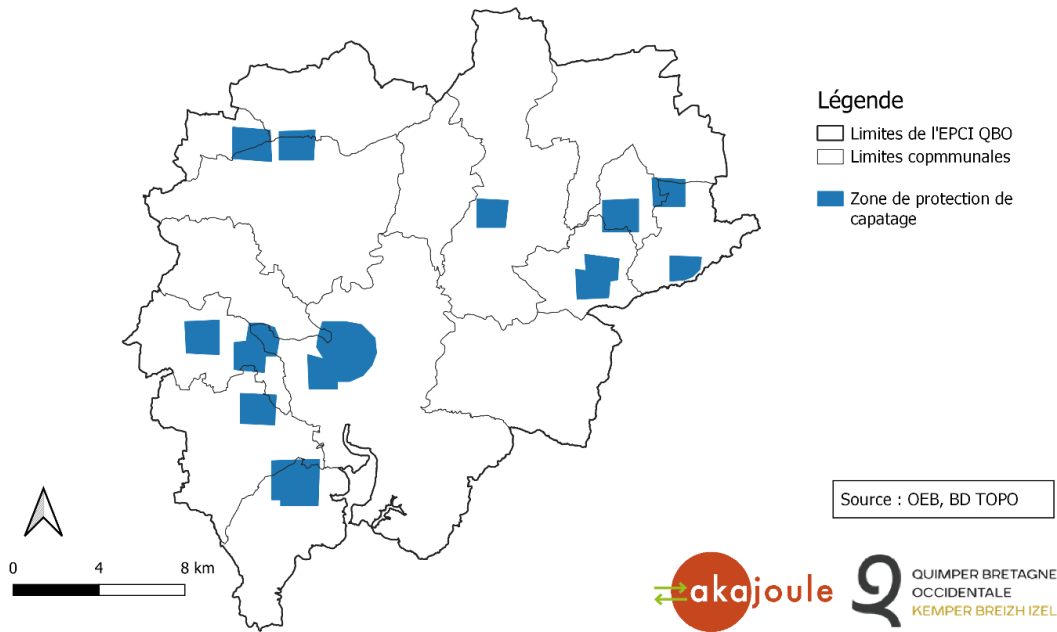 Légende
Limites de l'EPCI QBO
Limites copmmunales
Zone de protection de
capatage
Source : OEB, BD TOPO
0 4 8 km
akajoule
QUIMPER BRETAGNE
OCCIDENTALE
KEMPER BREIZH IZEL